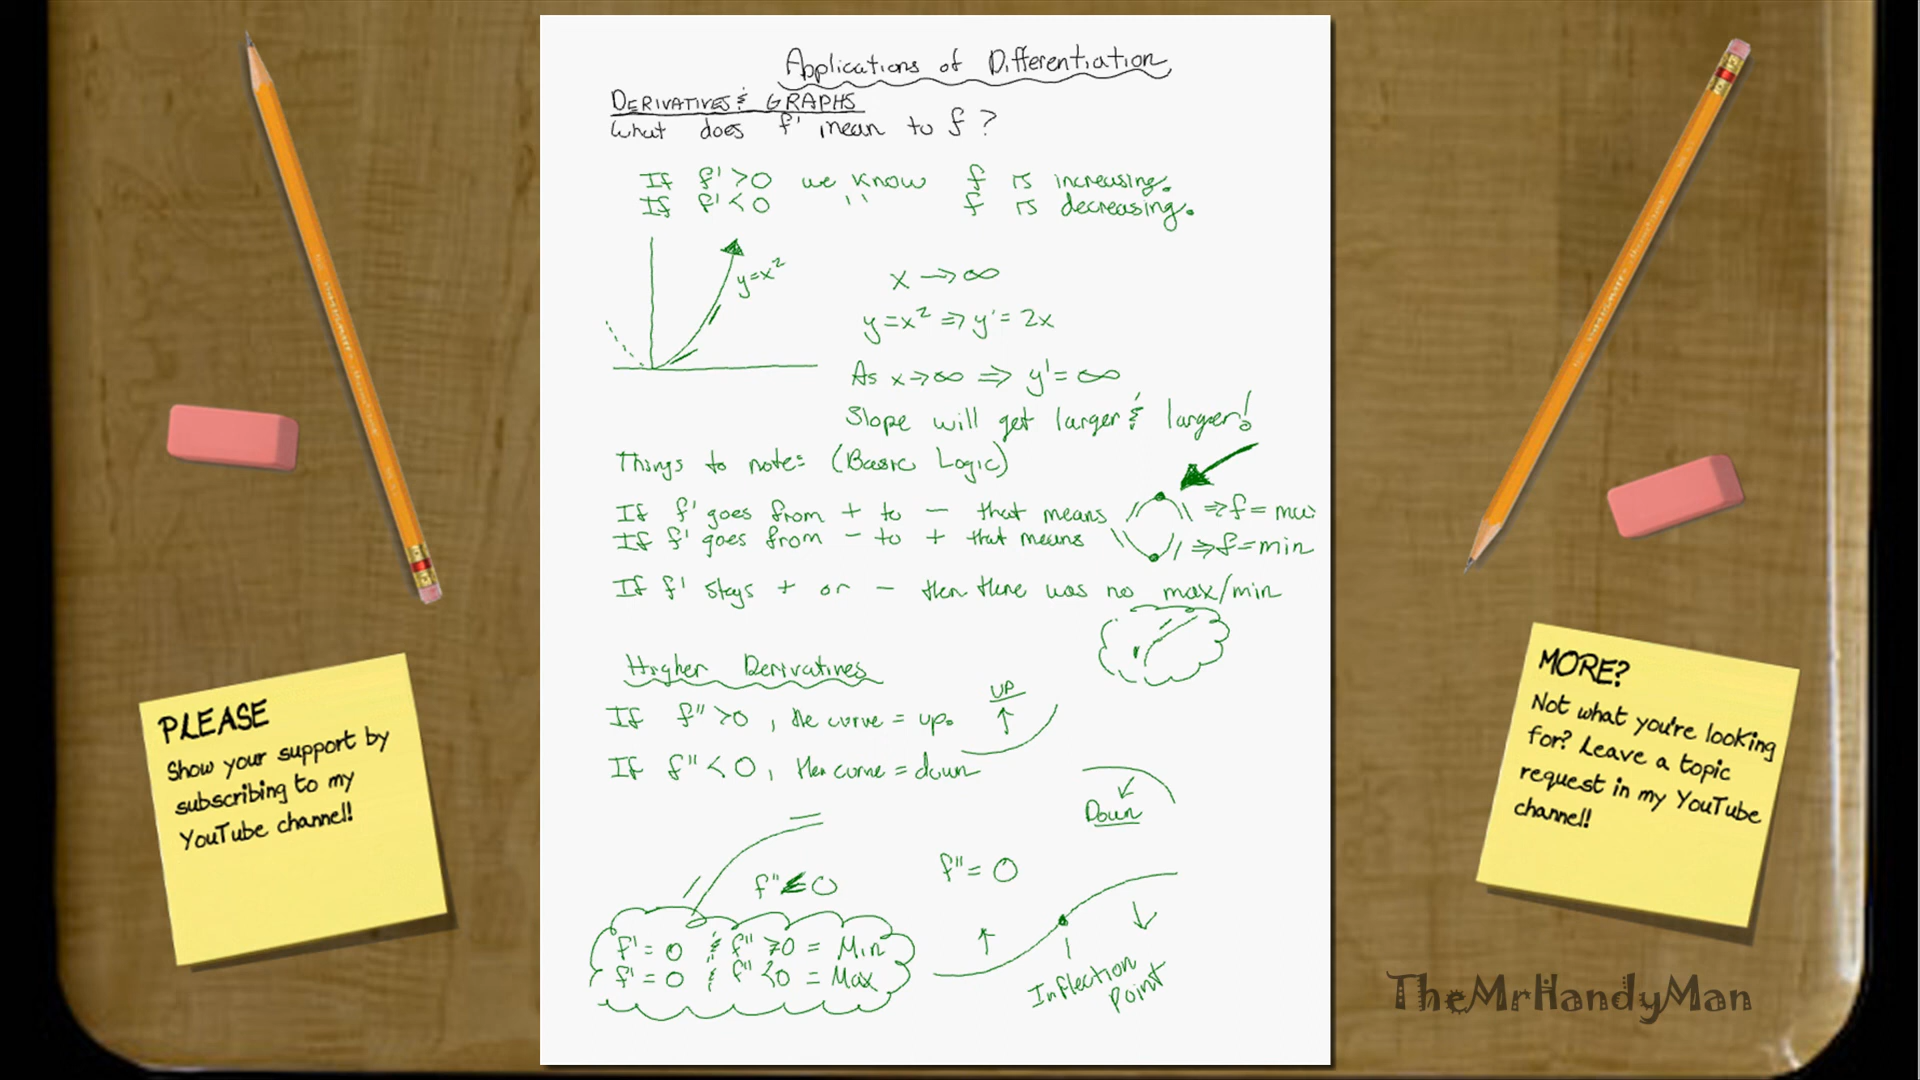 Applications of Differentiation
DERIVATIVES & GRAPHS
What does f' mean to f?
If f' >0 we know f is increasing.
If f' <0 " f is decreasing.
y=x²
x → ∞
y=x² ⇒ y' = 2x
As x→∞ ⇒ y' = ∞
Slope will get larger & larger!
Things to note: (Basic Logic)
If f' goes from + to - that means ⇒ f = max
If f' goes from - to + that means ⇒ f = min
If f' stays + or - then there was no max/min
Higher Derivatives
UP
If f" >0, the curve = up.
If f" <0, then curve = down
Down
f" = 0
f" < 0
f' = 0 & f" >0 = Min
f' = 0 & f" <0 = Max
Inflection
Point
PLEASE
Show your support by
subscribing to my
YouTube channel!
MORE?
Not what you're looking
for? Leave a topic
request in my YouTube
channel!
TheMrHandyMan